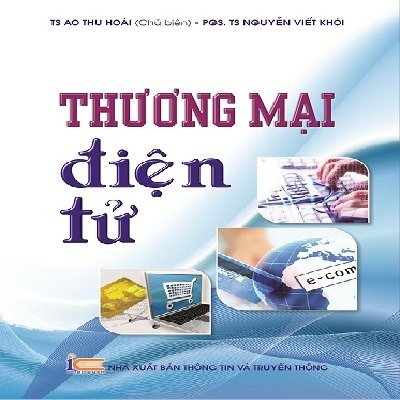 TS AO THU HOÀI (Chủ biên) - PGS. TS NGUYỄN VIẾT KHÔI
THƯƠNG MẠI
điện
tử
e-com
NHÀ XUẤT BẢN THÔNG TIN VÀ TRUYỀN THÔNG